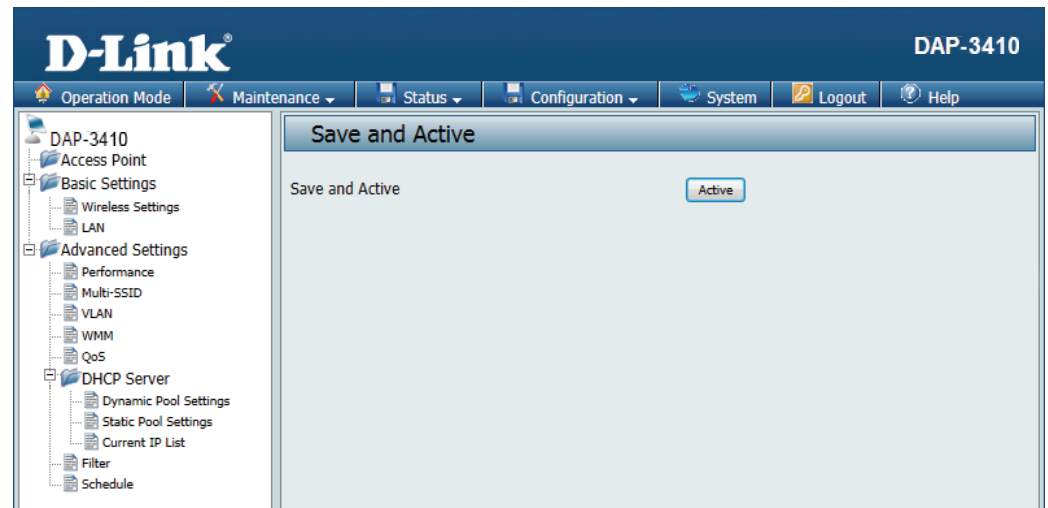 D-Link®
DAP-3410
Operation Mode Maintenance Status Configuration System Logout Help
DAP-3410
Access Point
Basic Settings
Wireless Settings
LAN
Advanced Settings
Performance
Multi-SSID
VLAN
WMM
QoS
DHCP Server
Dynamic Pool Settings
Static Pool Settings
Current IP List
Filter
Schedule
Save and Active
Save and Active Active